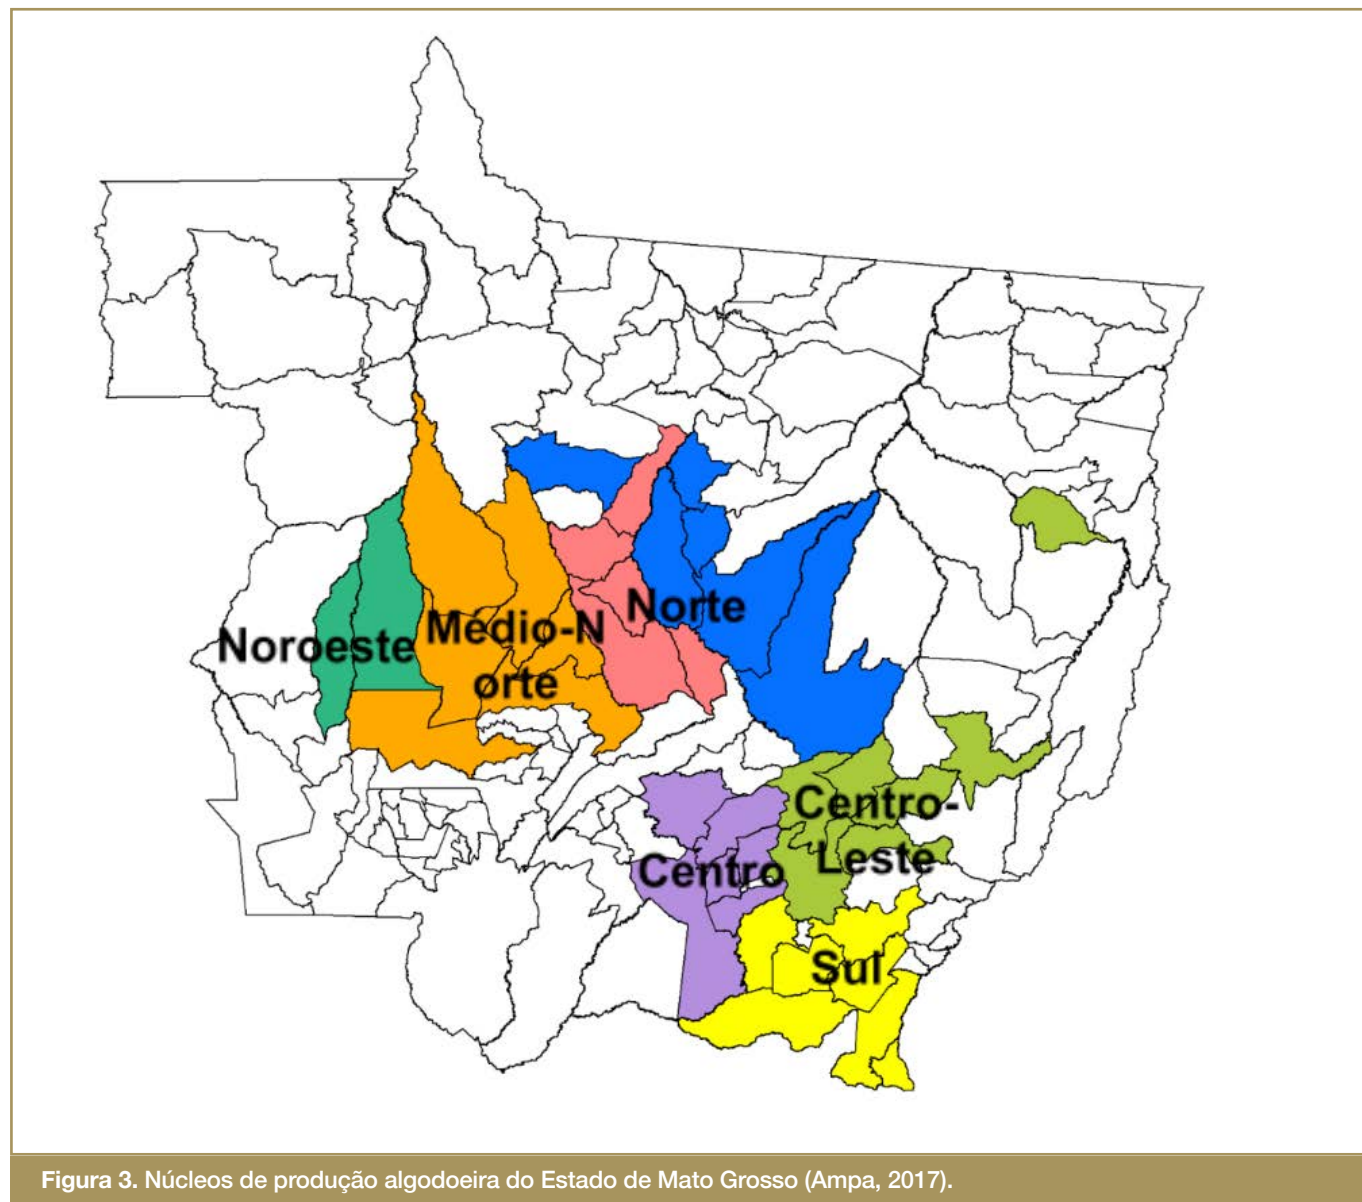 Norte
Médio-N
orte
Noroeste
Centro-
Leste
Centro
Sul
Figura 3. Núcleos de produção algodoeira do Estado de Mato Grosso (Ampa, 2017).